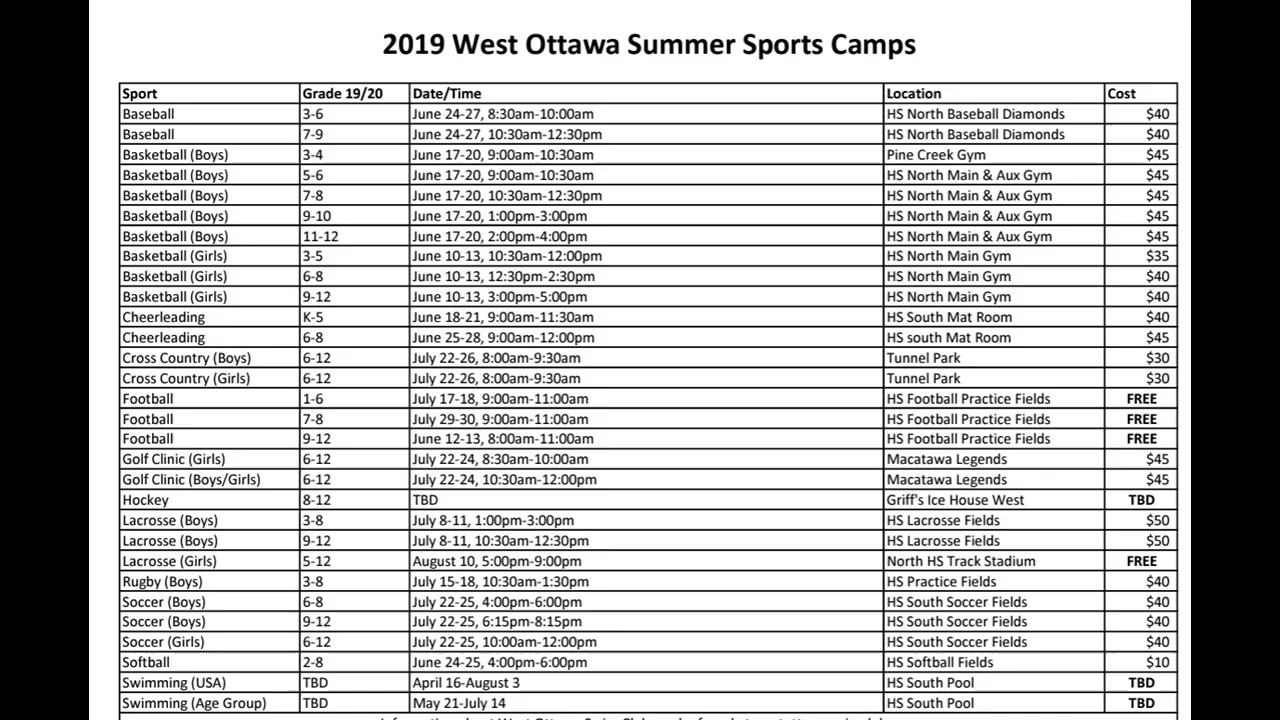 2019 West Ottawa Summer Sports Camps
Sport Grade 19/20 Date/Time Location Cost
Baseball 3-6 June 24-27, 8:30am-10:00am HS North Baseball Diamonds $40
Baseball 7-9 June 24-27, 10:30am-12:30pm HS North Baseball Diamonds $40
Basketball (Boys) 3-4 June 17-20, 9:00am-10:30am Pine Creek Gym $45
Basketball (Boys) 5-6 June 17-20, 9:00am-10:30am HS North Main & Aux Gym $45
Basketball (Boys) 7-8 June 17-20, 10:30am-12:30pm HS North Main & Aux Gym $45
Basketball (Boys) 9-10 June 17-20, 1:00pm-3:00pm HS North Main & Aux Gym $45
Basketball (Boys) 11-12 June 17-20, 2:00pm-4:00pm HS North Main & Aux Gym $45
Basketball (Girls) 3-5 June 10-13, 10:30am-12:00pm HS North Main Gym $35
Basketball (Girls) 6-8 June 10-13, 12:30pm-2:30pm HS North Main Gym $40
Basketball (Girls) 9-12 June 10-13, 3:00pm-5:00pm HS North Main Gym $40
Cheerleading K-5 June 18-21, 9:00am-11:30am HS South Mat Room $40
Cheerleading 6-8 June 25-28, 9:00am-12:00pm HS south Mat Room $45
Cross Country (Boys) 6-12 July 22-26, 8:00am-9:30am Tunnel Park $30
Cross Country (Girls) 6-12 July 22-26, 8:00am-9:30am Tunnel Park $30
Football 1-6 July 17-18, 9:00am-11:00am HS Football Practice Fields FREE
Football 7-8 July 29-30, 9:00am-11:00am HS Football Practice Fields FREE
Football 9-12 June 12-13, 8:00am-11:00am HS Football Practice Fields FREE
Golf Clinic (Girls) 6-12 July 22-24, 8:30am-10:00am Macatawa Legends $45
Golf Clinic (Boys/Girls) 6-12 July 22-24, 10:30am-12:00pm Macatawa Legends $45
Hockey 8-12 TBD Griff's Ice House West TBD
Lacrosse (Boys) 3-8 July 8-11, 1:00pm-3:00pm HS Lacrosse Fields $50
Lacrosse (Boys) 9-12 July 8-11, 10:30am-12:30pm HS Lacrosse Fields $50
Lacrosse (Girls) 5-12 August 10, 5:00pm-9:00pm North HS Track Stadium FREE
Rugby (Boys) 3-8 July 15-18, 10:30am-1:30pm HS Practice Fields $40
Soccer (Boys) 6-8 July 22-25, 4:00pm-6:00pm HS South Soccer Fields $40
Soccer (Boys) 9-12 July 22-25, 6:15pm-8:15pm HS South Soccer Fields $40
Soccer (Girls) 6-12 July 22-25, 10:00am-12:00pm HS South Soccer Fields $40
Softball 2-8 June 24-25, 4:00pm-6:00pm HS Softball Fields $10
Swimming (USA) TBD April 16-August 3 HS South Pool TBD
Swimming (Age Group) TBD May 21-July 14 HS South Pool TBD